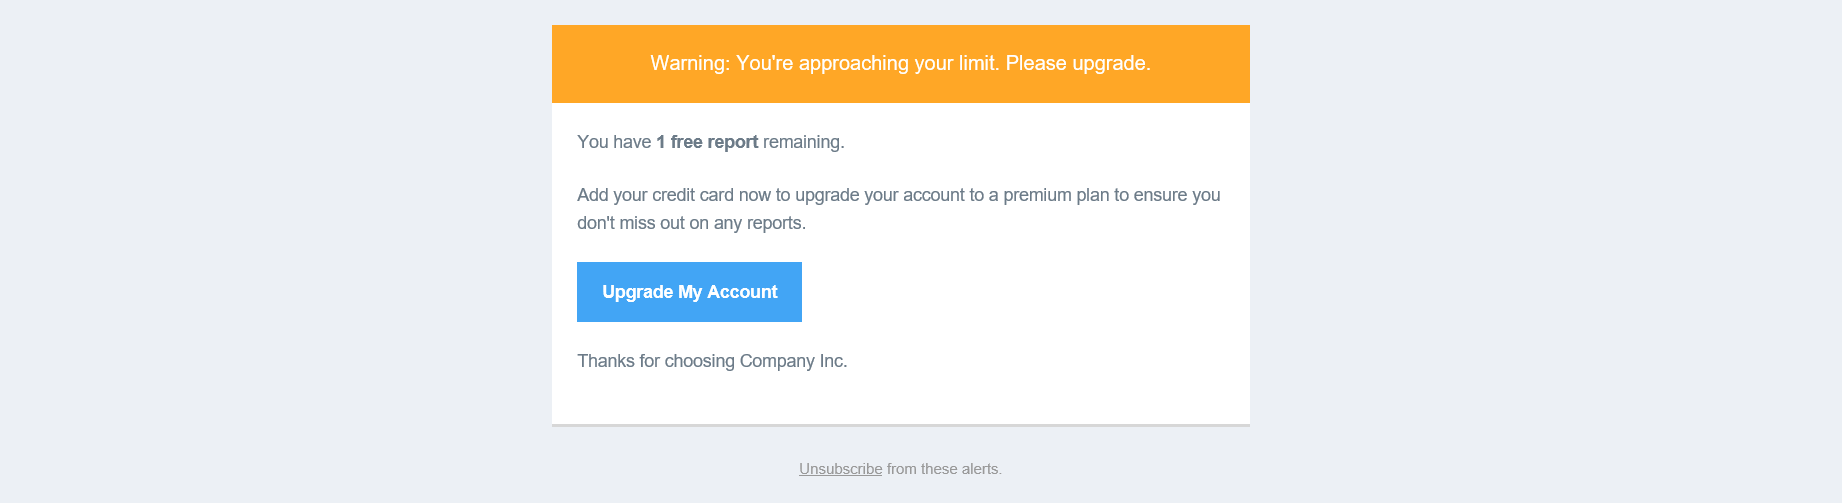 Warning: You're approaching your limit. Please upgrade.
You have 1 free report remaining.
Add your credit card now to upgrade your account to a premium plan to ensure you
don't miss out on any reports.
Upgrade My Account
Thanks for choosing Company Inc.
Unsubscribe from these alerts.